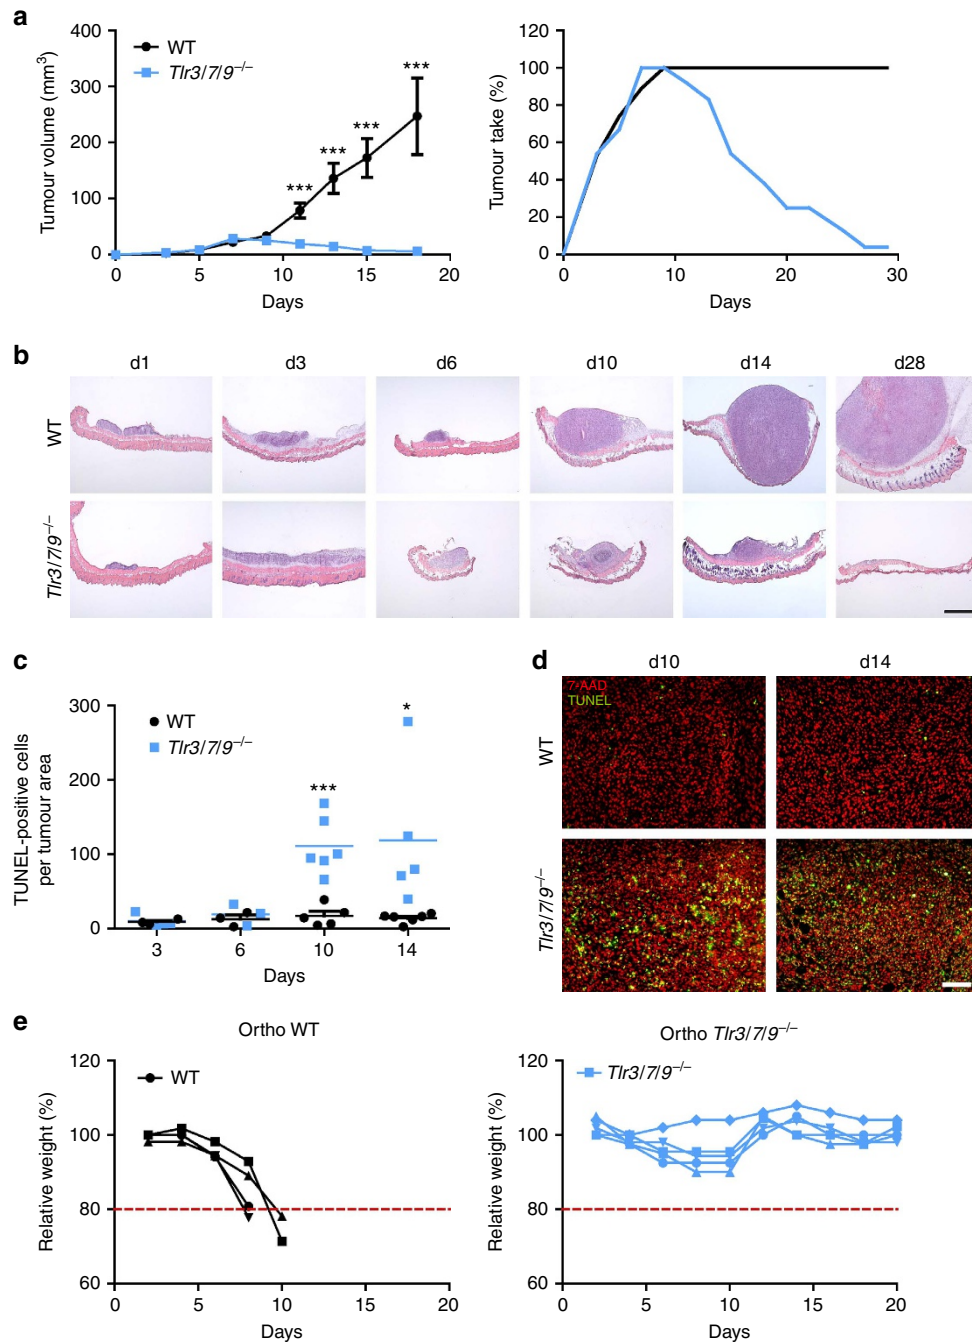 a
400
300
200
100
0
Tumour volume (mm³)
WT
Tlr3/7/9⁻/⁻
***
***
***
***
0 5 10 15 20
Days
120
100
80
60
40
20
0
Tumour take (%)
0 10 20 30
Days
b
d1 d3 d6 d10 d14 d28
WT
Tlr3/7/9⁻/⁻
c
300
200
100
0
TUNEL-positive cells
per tumour area
WT
Tlr3/7/9⁻/⁻
***
*
3 6 10 14
Days
d
d10 d14
7-AAD
TUNEL
WT
Tlr3/7/9⁻/⁻
e
Ortho WT
120
100
80
60
Relative weight (%)
WT
0 5 10 15 20
Days
Ortho Tlr3/7/9⁻/⁻
120
100
80
60
Relative weight (%)
Tlr3/7/9⁻/⁻
0 5 10 15 20
Days